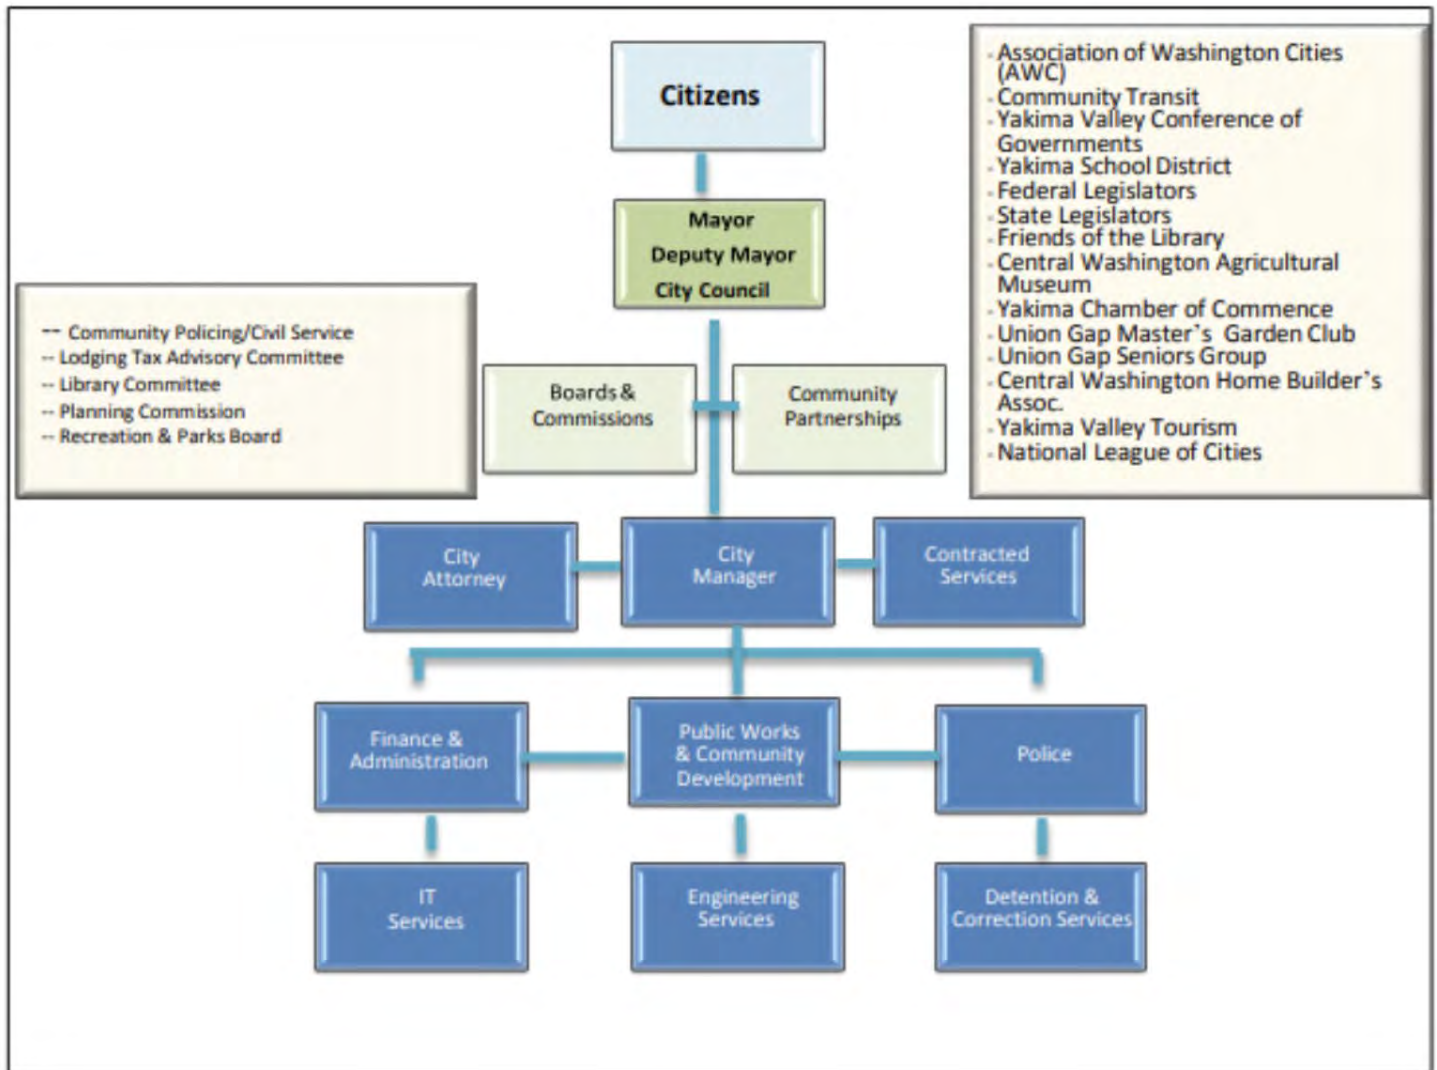 Citizens
Mayor
Deputy Mayor
City Council
- Association of Washington Cities
(AWC)
- Community Transit
- Yakima Valley Conference of
Governments
- Yakima School District
- Federal Legislators
- State Legislators
- Friends of the Library
- Central Washington Agricultural
Museum
- Yakima Chamber of Commence
- Union Gap Master's Garden Club
- Union Gap Seniors Group
- Central Washington Home Builder's
Assoc.
- Yakima Valley Tourism
- National League of Cities
-- Community Policing/Civil Service
-- Lodging Tax Advisory Committee
-- Library Committee
-- Planning Commission
-- Recreation & Parks Board
Boards &
Commissions
Community
Partnerships
City
Attorney
City
Manager
Contracted
Services
Finance &
Administration
Public Works
& Community
Development
Police
IT
Services
Engineering
Services
Detention &
Correction Services